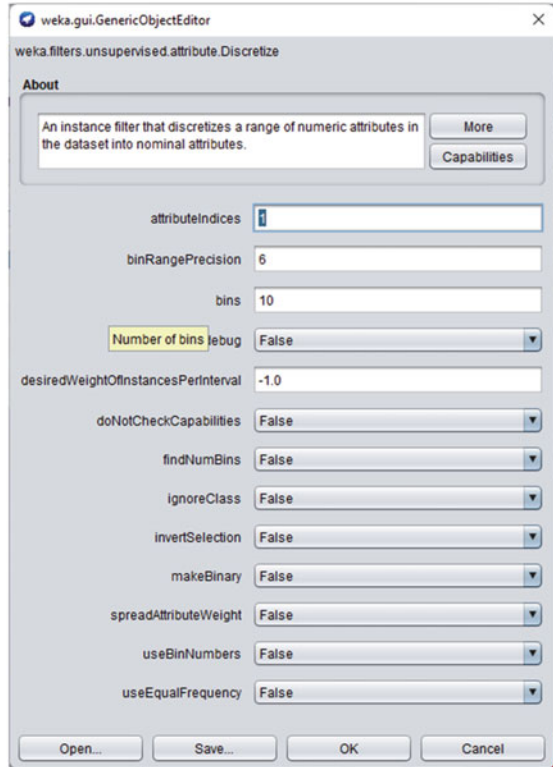 weka.gui.GenericObjectEditor
weka.filters.unsupervised.attribute.Discretize
About
An instance filter that discretizes a range of numeric attributes in
the dataset into nominal attributes.
More
Capabilities
attributeIndices 1
binRangePrecision 6
bins 10
Number of bins ebug False
desiredWeightOfInstancesPerInterval -1.0
doNotCheckCapabilities False
findNumBins False
ignoreClass False
invertSelection False
makeBinary False
spreadAttributeWeight False
useBinNumbers False
useEqualFrequency False
Open... Save... OK Cancel